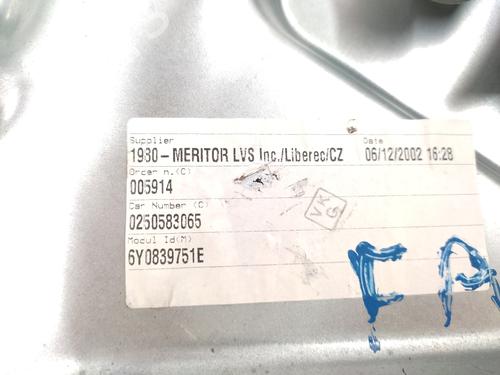 Supplier Date
1980-MERITOR LVS Inc./Liberec/CZ 06/12/2002 16:28
Order n.(C)
005914
Car Number (C)
0250583065
Modul Id(M)
6Y0839751E
VK
G
FA